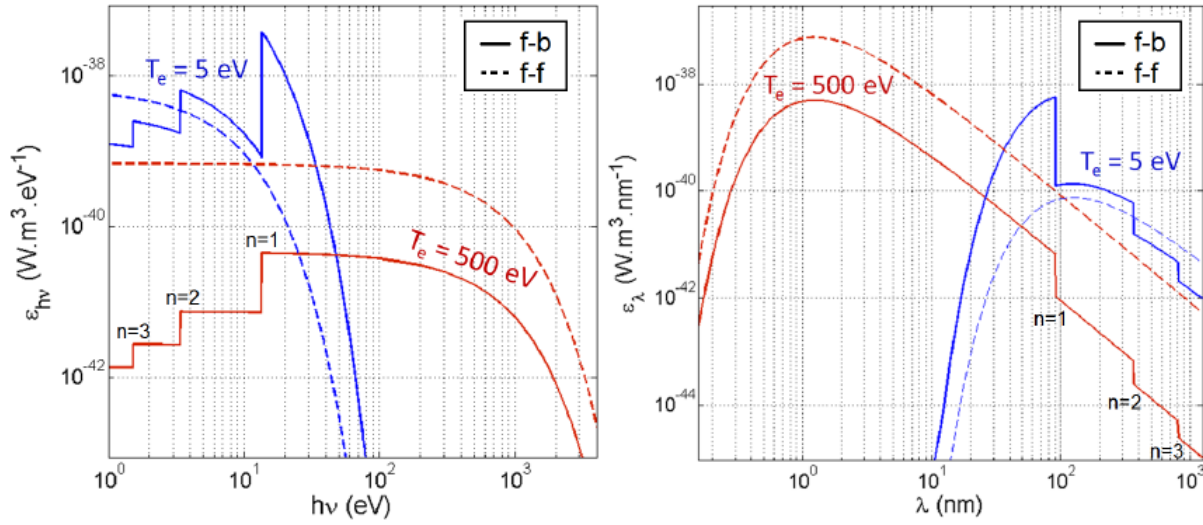 f-b
f-f
T_e = 5 eV
T_e = 500 eV
n=1
n=2
n=3
10^-38
10^-40
10^-42
ε_hν (W.m^3.eV^-1)
10^0
10^1
10^2
10^3
hν (eV)
f-b
f-f
T_e = 500 eV
T_e = 5 eV
n=1
n=2
n=3
10^-38
10^-40
10^-42
10^-44
ε_λ (W.m^3.nm^-1)
10^0
10^1
10^2
10^3
λ (nm)